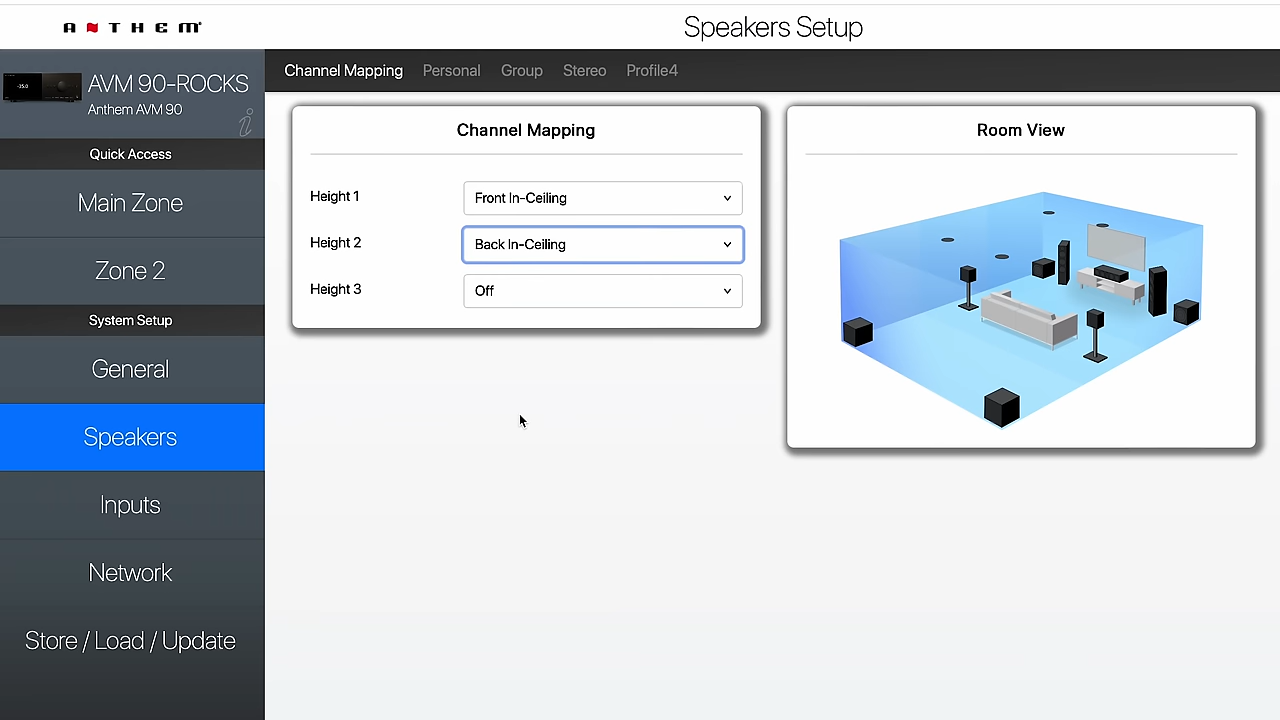 ANTHEM
Speakers Setup
AVM 90-ROCKS
Anthem AVM 90
-35.0
i
Quick Access
Main Zone
Zone 2
System Setup
General
Speakers
Inputs
Network
Store / Load / Update
Channel Mapping Personal Group Stereo Profile4
Channel Mapping
Height 1 Front In-Ceiling
Height 2 Back In-Ceiling
Height 3 Off
Room View